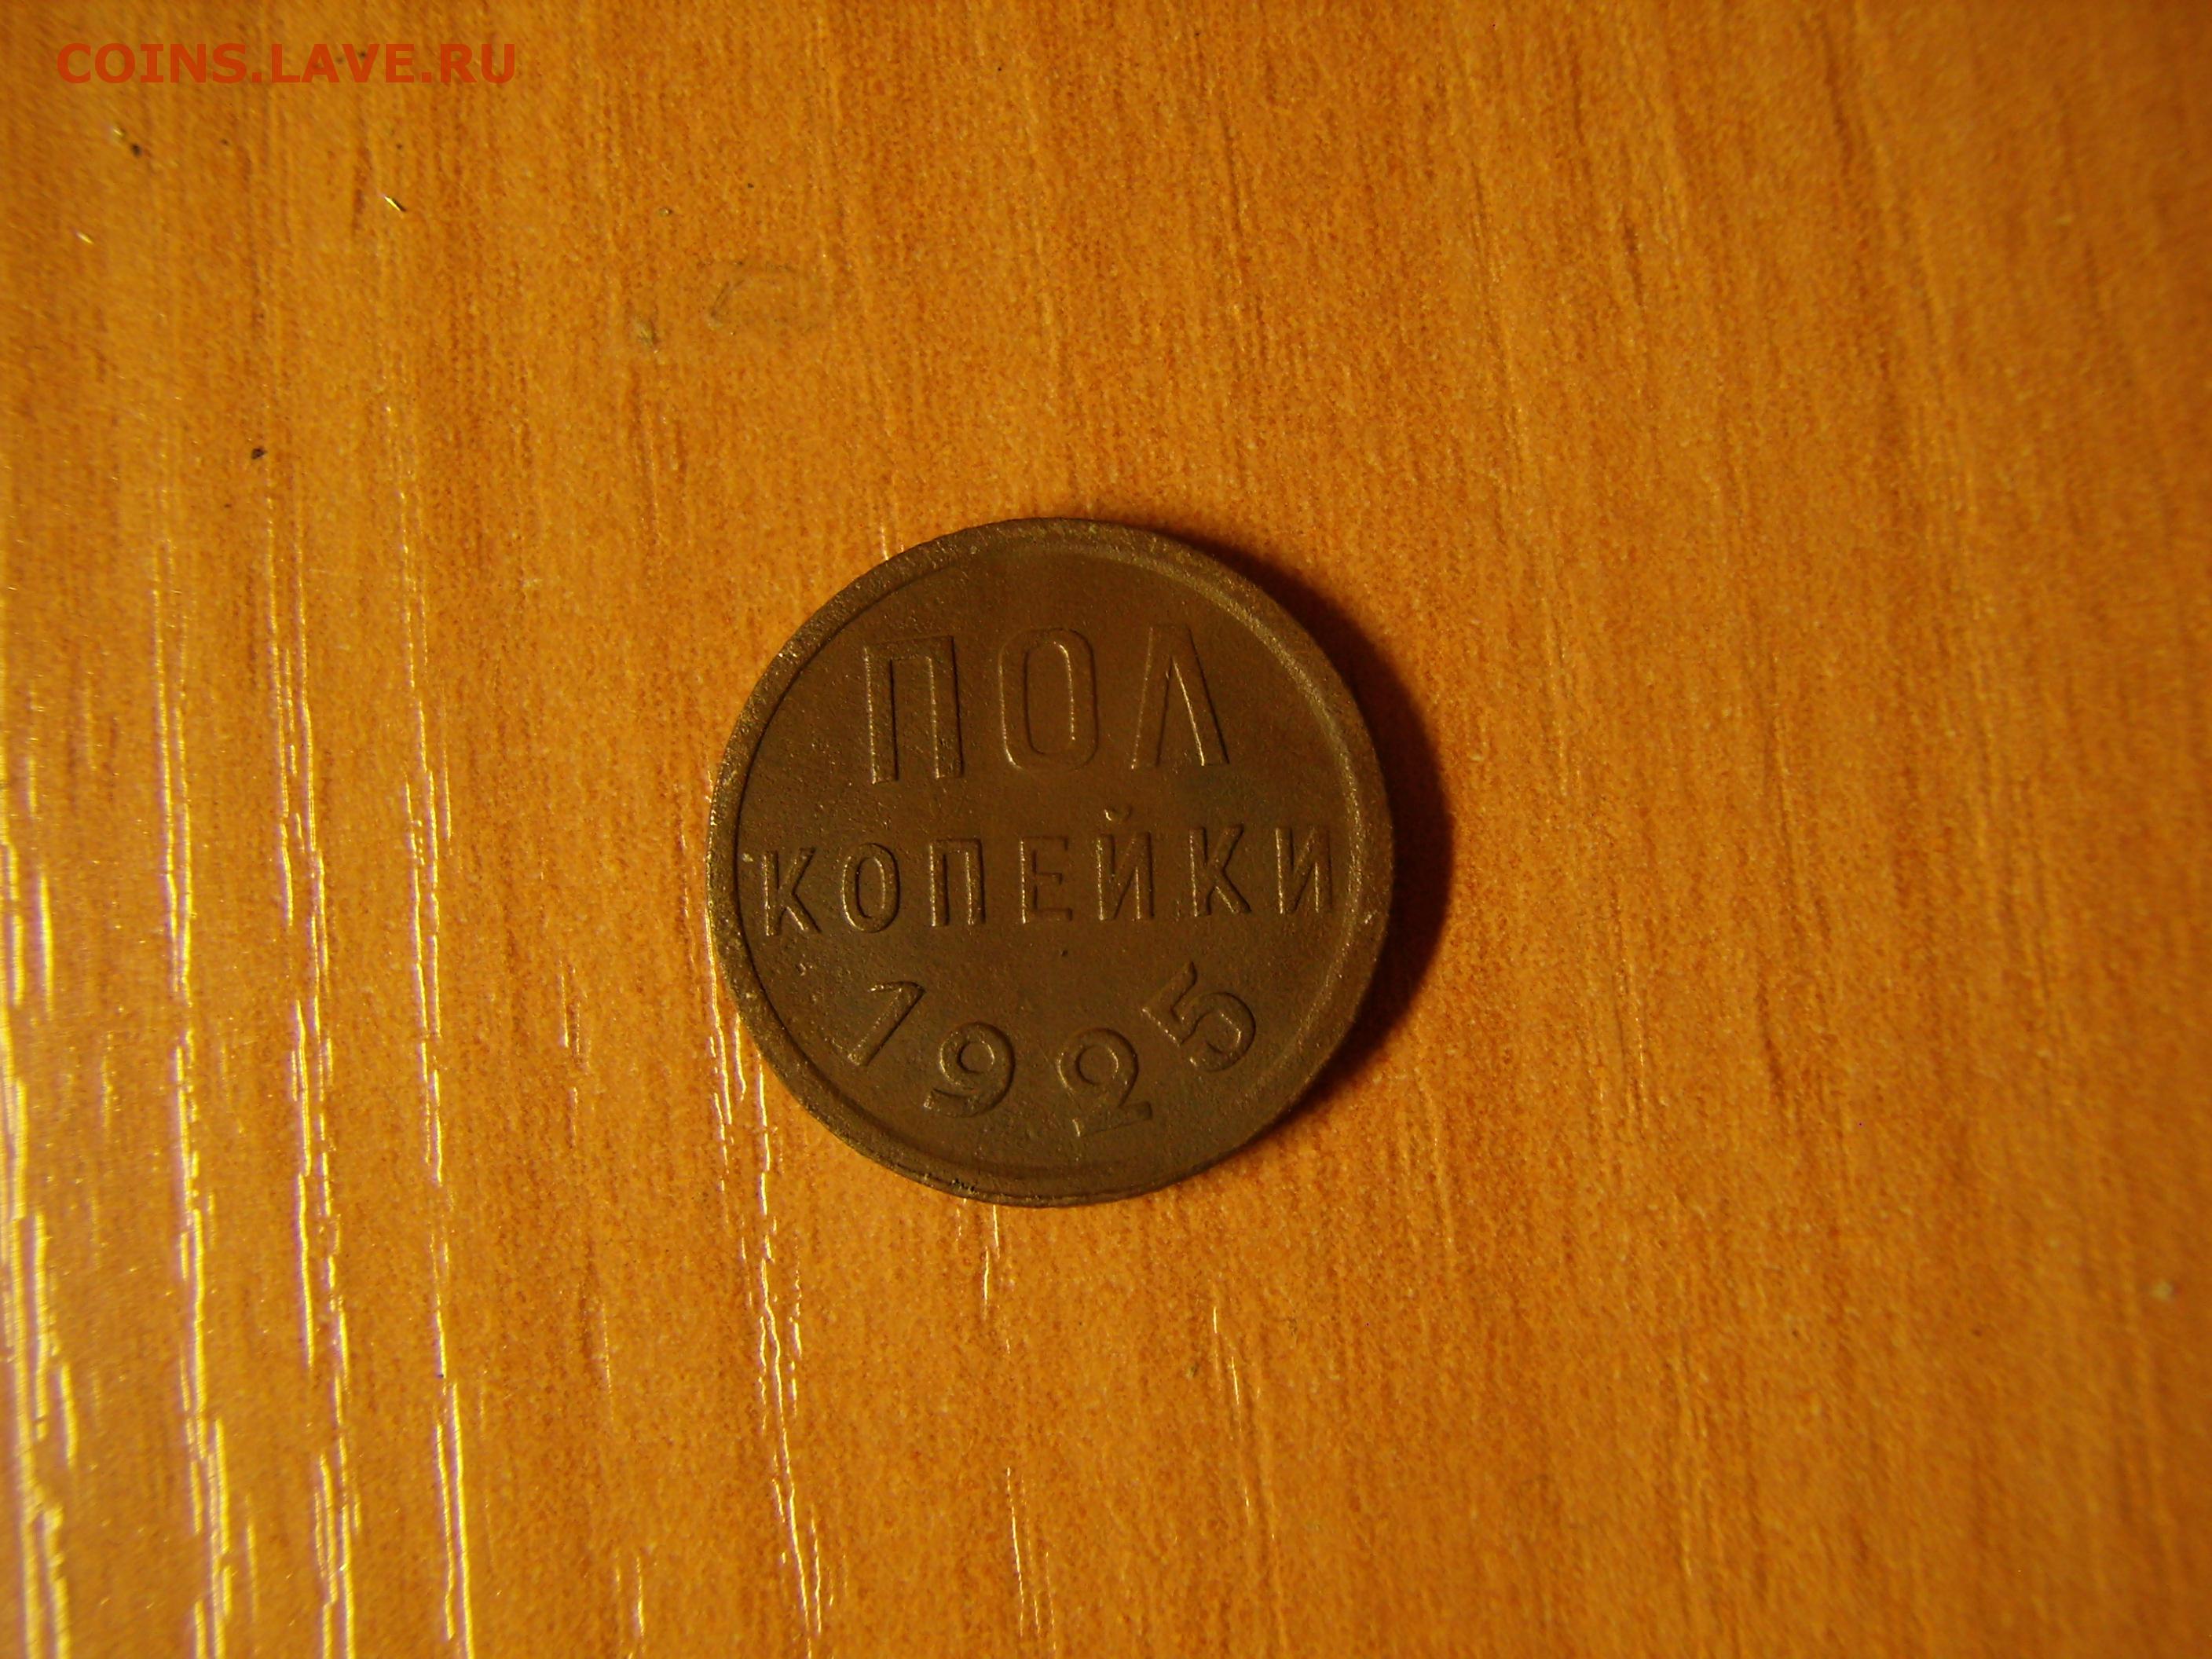 COINS.LAVE.RU
ПОЛ
КОПЕЙКИ
1925